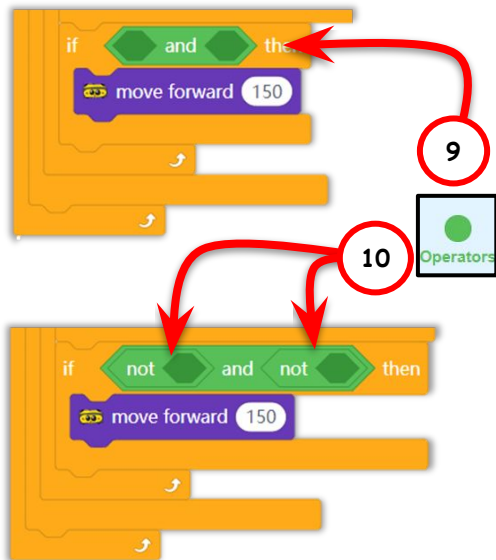 if and then
move forward 150
9
Operators
10
if not and not then
move forward 150